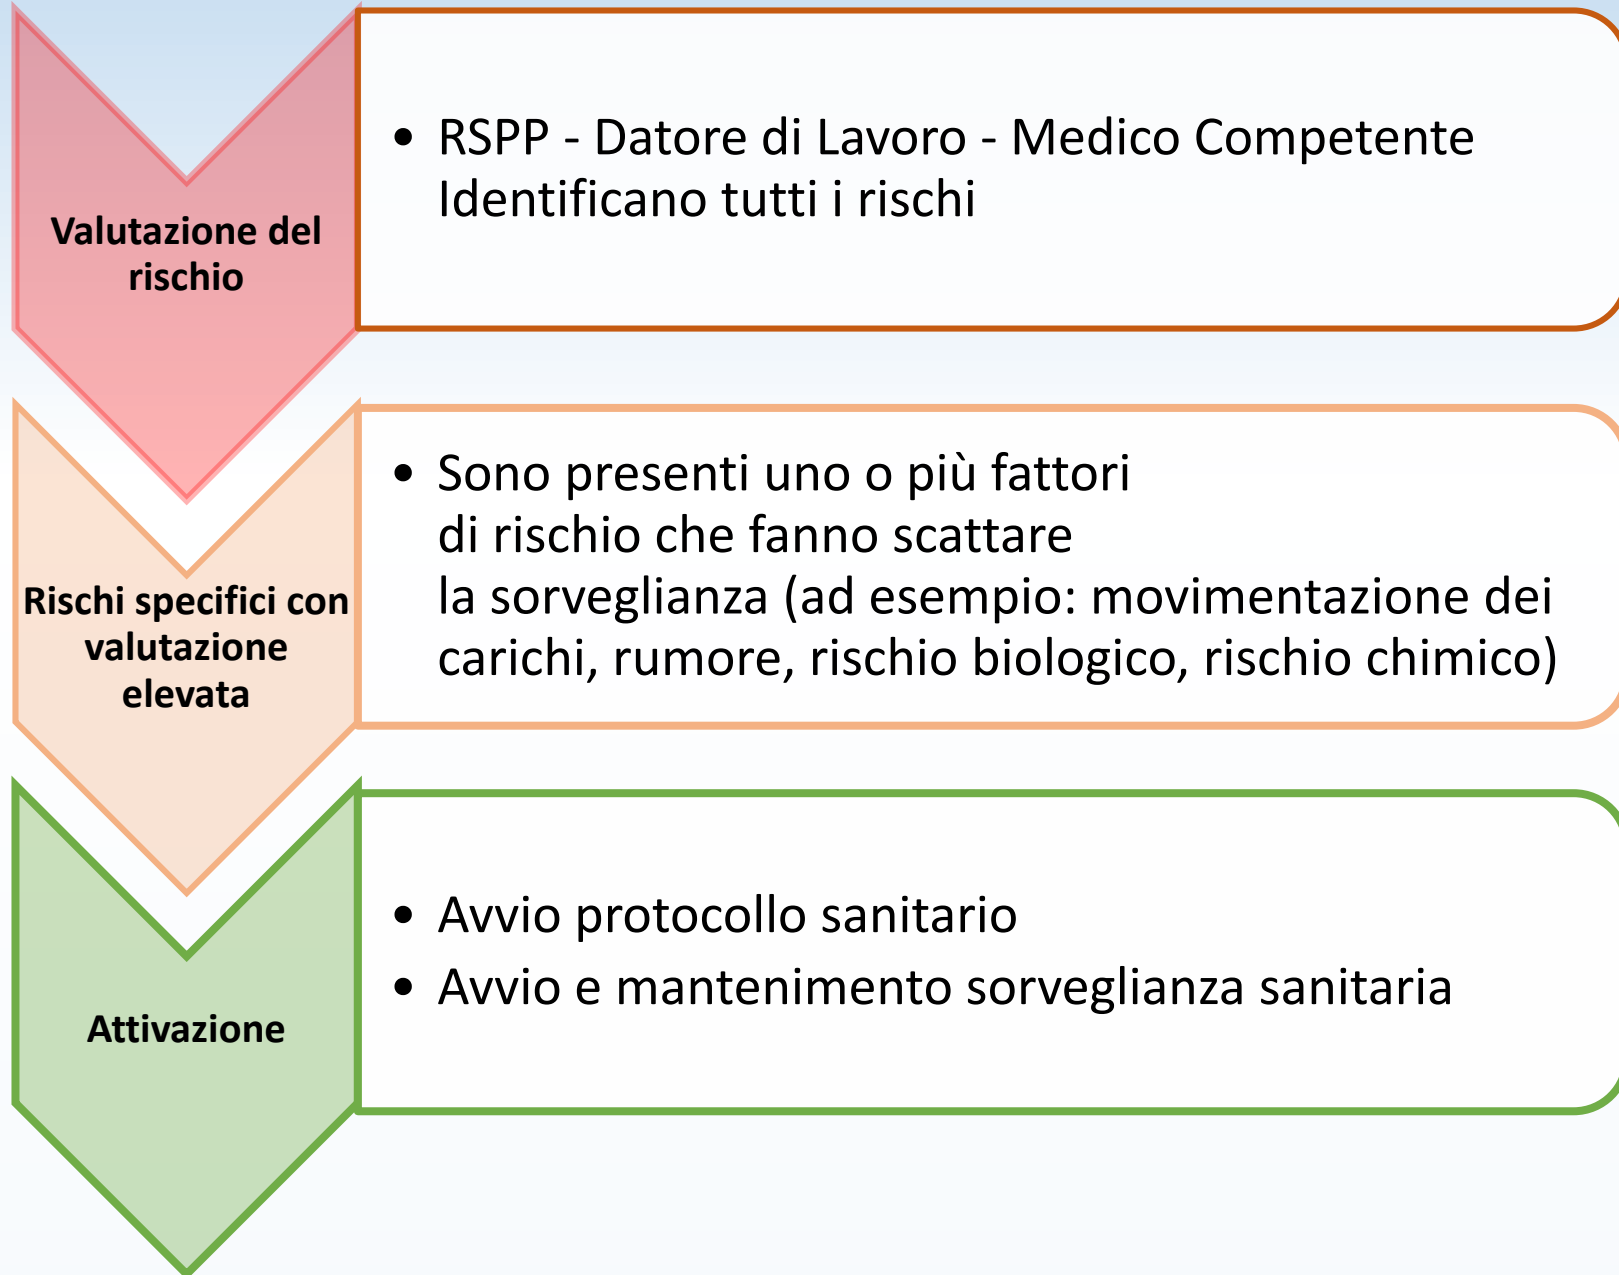 Valutazione del
rischio
• RSPP - Datore di Lavoro - Medico Competente
Identificano tutti i rischi
Rischi specifici con
valutazione
elevata
• Sono presenti uno o più fattori
di rischio che fanno scattare
la sorveglianza (ad esempio: movimentazione dei
carichi, rumore, rischio biologico, rischio chimico)
Attivazione
• Avvio protocollo sanitario
• Avvio e mantenimento sorveglianza sanitaria